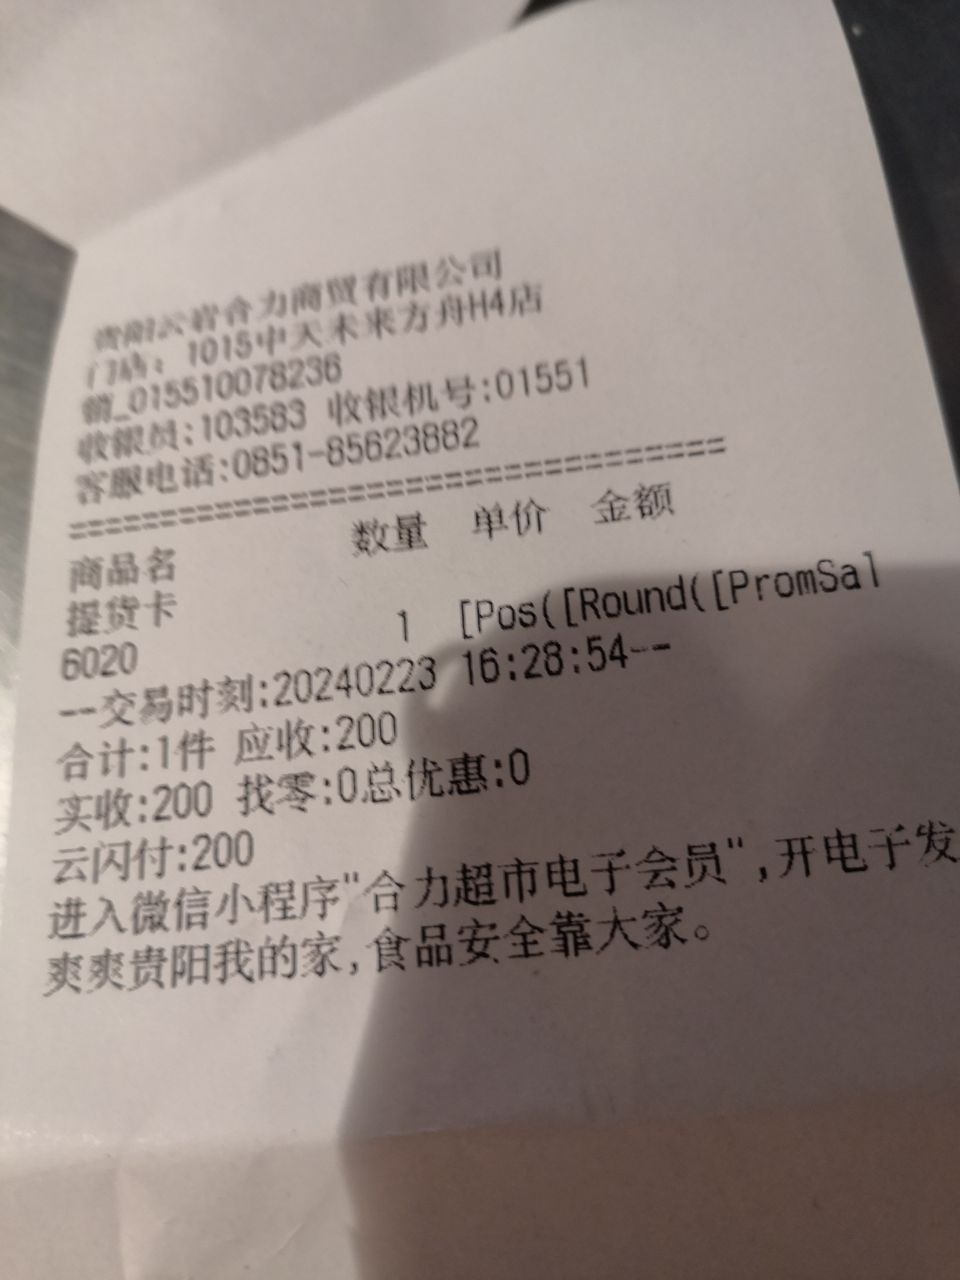 贵阳云岩合力商贸有限公司
门店：1015中天未来方舟H4店
销_015510078236
收银员:103583 收银机号:01551
客服电话:0851-85623882
================================
商品名 数量 单价 金额
提货卡
6020 1 [Pos([Round([PromSal
--交易时刻:20240223 16:28:54--
合计:1件 应收:200
实收:200 找零:0总优惠:0
云闪付:200
进入微信小程序"合力超市电子会员",开电子发
爽爽贵阳我的家,食品安全靠大家。